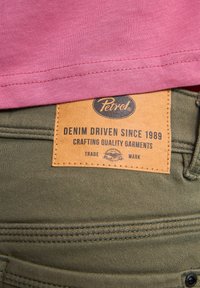 Petrol
DENIM DRIVEN SINCE 1989
CRAFTING QUALITY GARMENTS
TRADE MARK